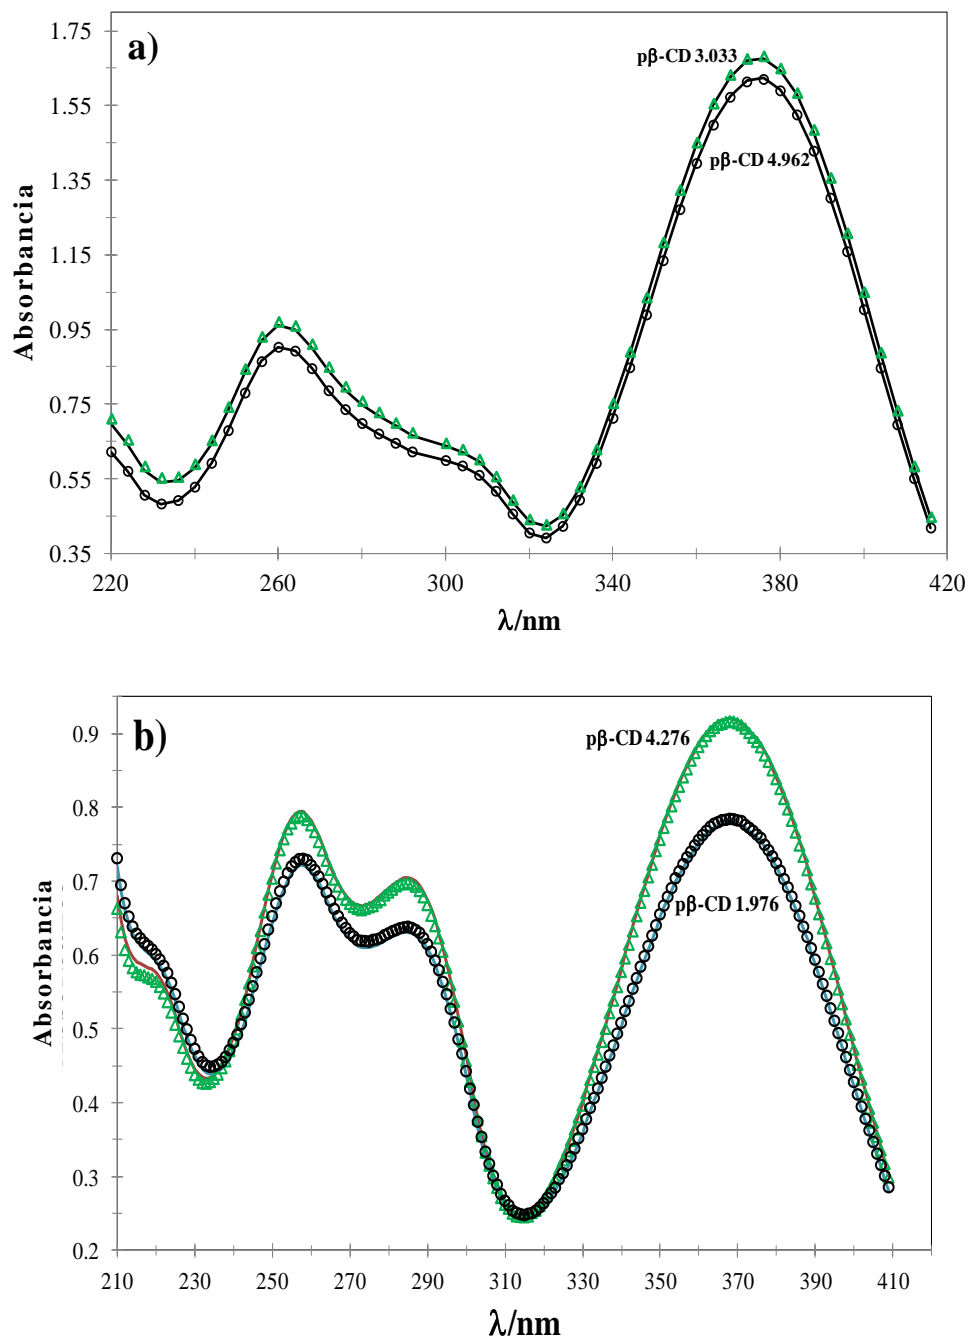 a)
1.75
1.55
1.35
1.15
0.95
0.75
0.55
0.35
Absorbancia
pβ-CD 3.033
pβ-CD 4.962
220 260 300 340 380 420
λ/nm
b)
0.9
0.8
0.7
0.6
0.5
0.4
0.3
0.2
Absorbancia
pβ-CD 4.276
pβ-CD 1.976
210 230 250 270 290 310 330 350 370 390 410
λ/nm